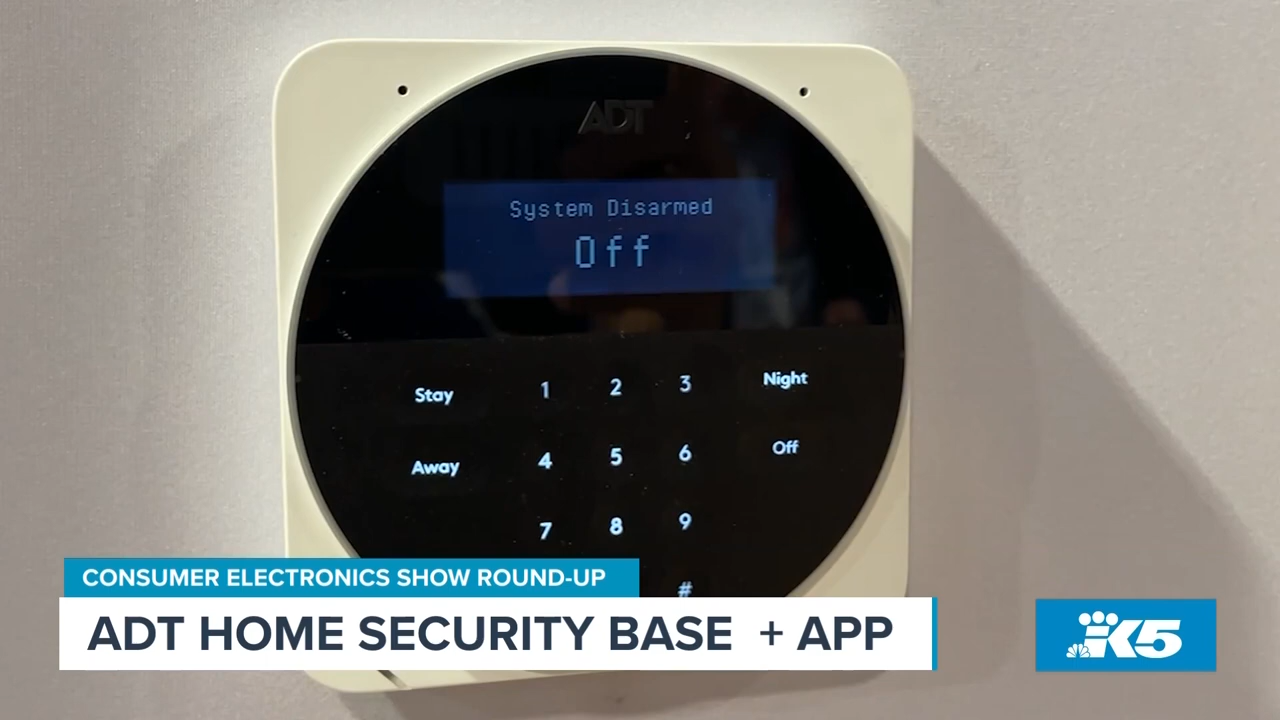 ADT
System Disarmed
Off
Stay 1 2 3 Night
Away 4 5 6 Off
7 8 9
#
CONSUMER ELECTRONICS SHOW ROUND-UP
ADT HOME SECURITY BASE + APP
K5